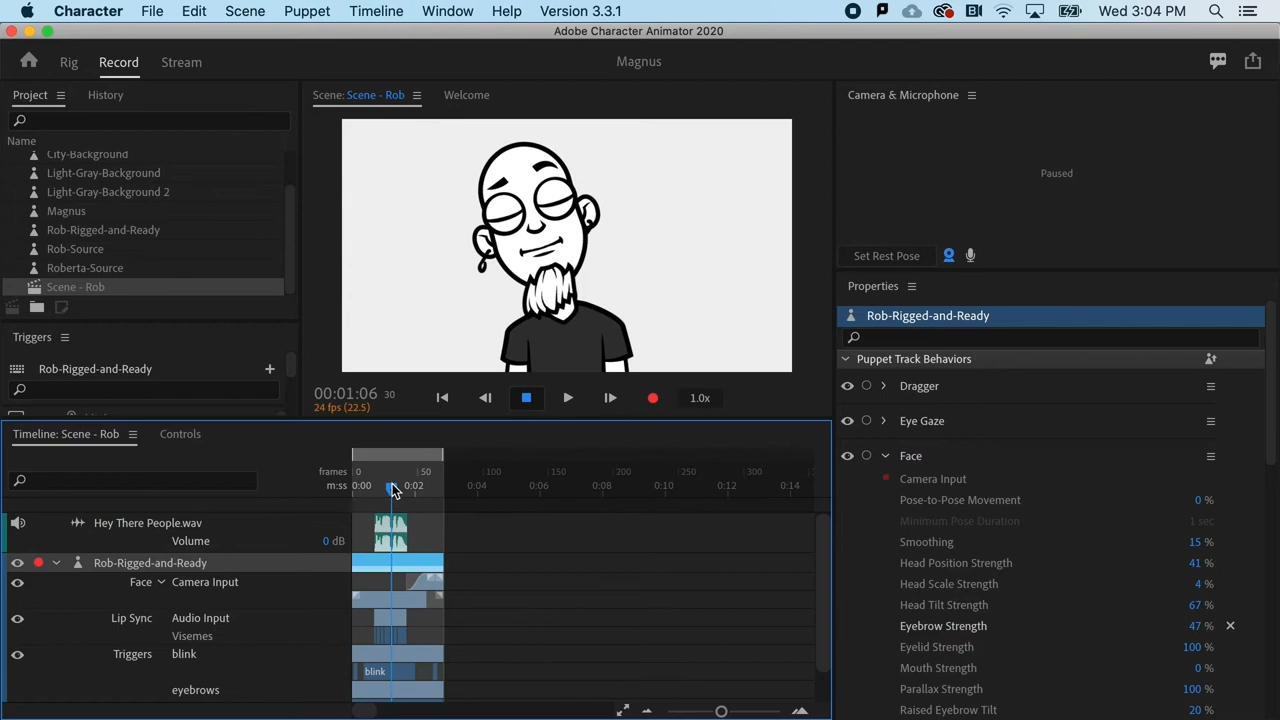 Character File Edit Scene Puppet Timeline Window Help Version 3.3.1 Wed 3:04 PM
Adobe Character Animator 2020
Rig Record Stream Magnus
Project History
Name
City-Background
Light-Gray-Background
Light-Gray-Background 2
Magnus
Rob-Rigged-and-Ready
Rob-Source
Roberta-Source
Scene - Rob
Triggers
Rob-Rigged-and-Ready
Scene: Scene - Rob Welcome
00:01:06 30
24 fps (22.5)
1.0x
Camera & Microphone
Paused
Set Rest Pose
Properties
Rob-Rigged-and-Ready
Puppet Track Behaviors
Dragger
Eye Gaze
Face
Camera Input
Pose-to-Pose Movement 0 %
Minimum Pose Duration 1 sec
Smoothing 15 %
Head Position Strength 41 %
Head Scale Strength 4 %
Head Tilt Strength 67 %
Eyebrow Strength 47 %
Eyelid Strength 100 %
Mouth Strength 0 %
Parallax Strength 100 %
Raised Eyebrow Tilt 20 %
Timeline: Scene - Rob Controls
frames 0 50 100 150 200 250 300
m:ss 0:00 0:02 0:04 0:06 0:08 0:10 0:12 0:14
Hey There People.wav
Volume 0 dB
Rob-Rigged-and-Ready
Face Camera Input
Lip Sync Audio Input
Visemes
Triggers blink
blink
eyebrows